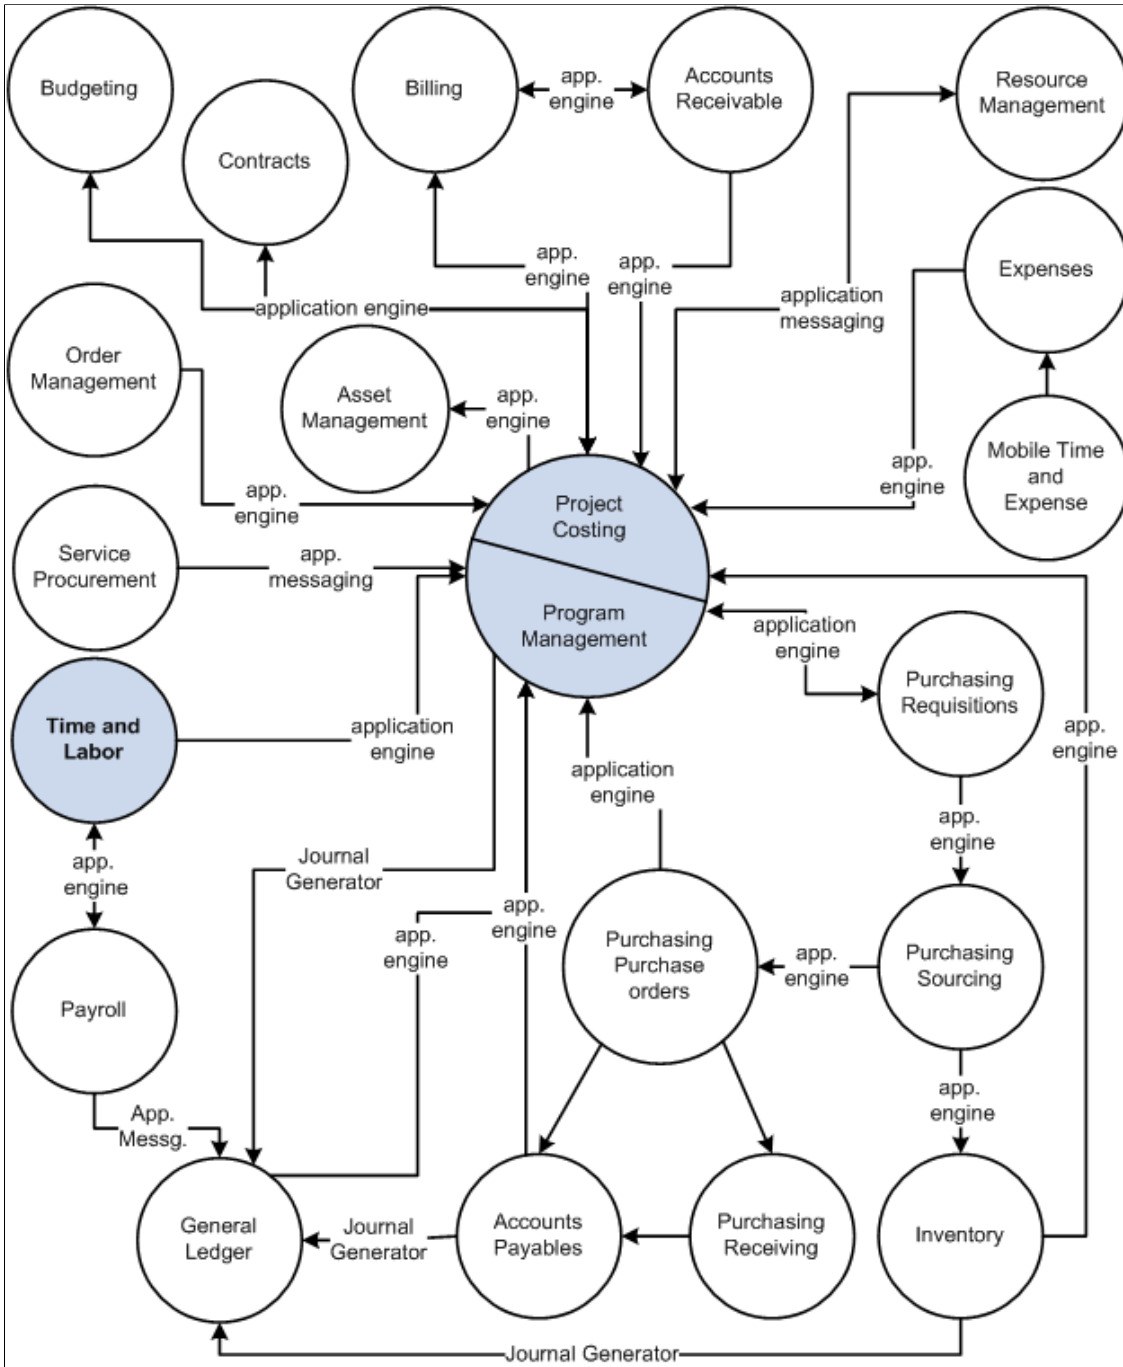 Budgeting
Contracts
Billing
app.
engine
Accounts
Receivable
Resource
Management
Expenses
Mobile Time
and
Expense
application
messaging
app.
engine
app.
engine
app.
engine
application engine
Order
Management
Asset
Management
app.
engine
app.
engine
Service
Procurement
app.
messaging
Project
Costing
Program
Management
Time and
Labor
application
engine
application
engine
Purchasing
Requisitions
app.
engine
application
engine
app.
engine
app.
engine
Journal
Generator
app.
engine
app.
engine
Purchasing
Purchase
orders
app.
engine
Purchasing
Sourcing
Payroll
app.
engine
App.
Messg.
General
Ledger
Journal
Generator
Accounts
Payables
Purchasing
Receiving
Inventory
Journal Generator